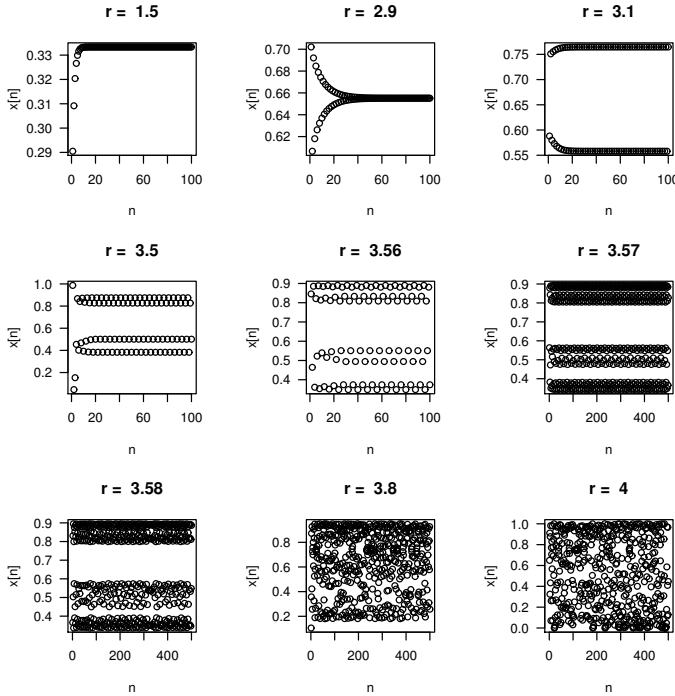 r = 1.5
r = 2.9
r = 3.1
x[n]
0.33
0.32
0.31
0.30
0.29
0 20 60 100
n
x[n]
0.70
0.68
0.66
0.64
0.62
0 20 60 100
n
x[n]
0.75
0.70
0.65
0.60
0.55
0 20 60 100
n
r = 3.5
r = 3.56
r = 3.57
x[n]
1.0
0.8
0.6
0.4
0.2
0 20 60 100
n
x[n]
0.9
0.8
0.7
0.6
0.5
0.4
0 20 60 100
n
x[n]
0.9
0.8
0.7
0.6
0.5
0.4
0 200 400
n
r = 3.58
r = 3.8
r = 4
x[n]
0.9
0.8
0.7
0.6
0.5
0.4
0 200 400
n
x[n]
0.8
0.6
0.4
0.2
0 200 400
n
x[n]
1.0
0.8
0.6
0.4
0.2
0.0
0 200 400
n